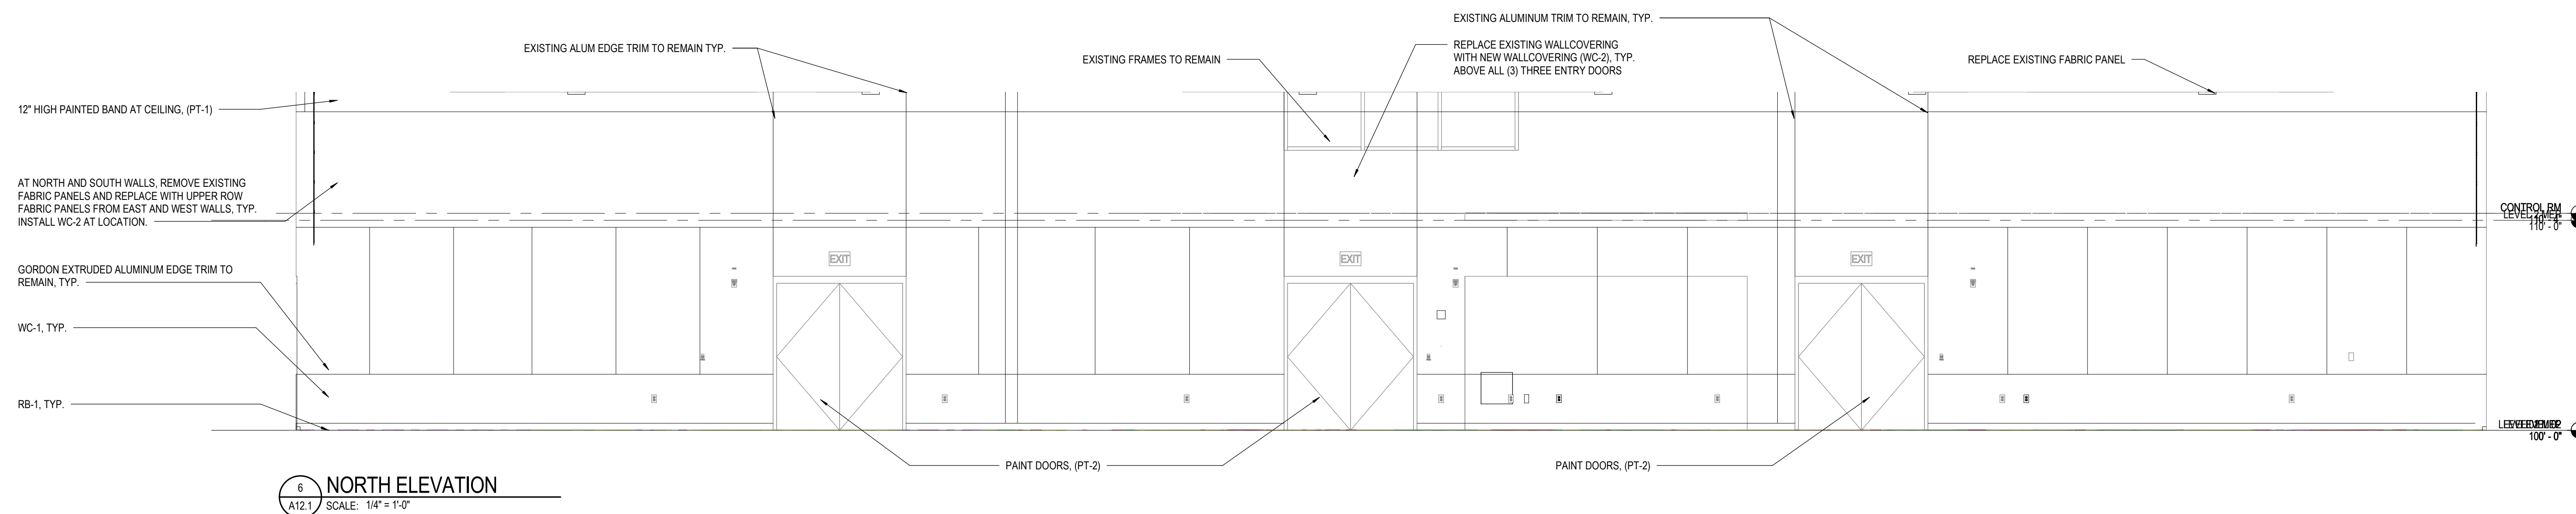 EXISTING ALUMINUM TRIM TO REMAIN, TYP.
EXISTING ALUM EDGE TRIM TO REMAIN TYP.
EXISTING FRAMES TO REMAIN
REPLACE EXISTING WALLCOVERING
WITH NEW WALLCOVERING (WC-2), TYP.
ABOVE ALL (3) THREE ENTRY DOORS
REPLACE EXISTING FABRIC PANEL
12" HIGH PAINTED BAND AT CEILING, (PT-1)
AT NORTH AND SOUTH WALLS, REMOVE EXISTING
FABRIC PANELS AND REPLACE WITH UPPER ROW
FABRIC PANELS FROM EAST AND WEST WALLS, TYP.
INSTALL WC-2 AT LOCATION.
CONTROL RM
110' - 0"
EXIT
EXIT
EXIT
GORDON EXTRUDED ALUMINUM EDGE TRIM TO
REMAIN, TYP.
WC-1, TYP.
RB-1, TYP.
100' - 0"
PAINT DOORS, (PT-2)
PAINT DOORS, (PT-2)
6
A12.1
NORTH ELEVATION
SCALE: 1/4" = 1'-0"